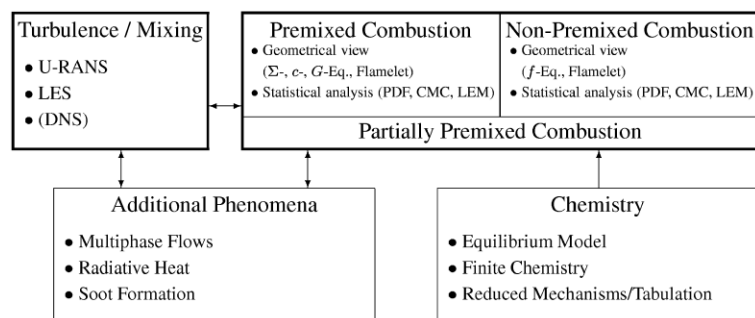 Turbulence / Mixing
● U-RANS
● LES
● (DNS)
Premixed Combustion
● Geometrical view
(Σ-, c-, G-Eq., Flamelet)
● Statistical analysis (PDF, CMC, LEM)
Non-Premixed Combustion
● Geometrical view
(f-Eq., Flamelet)
● Statistical analysis (PDF, CMC, LEM)
Partially Premixed Combustion
Additional Phenomena
● Multiphase Flows
● Radiative Heat
● Soot Formation
Chemistry
● Equilibrium Model
● Finite Chemistry
● Reduced Mechanisms/Tabulation